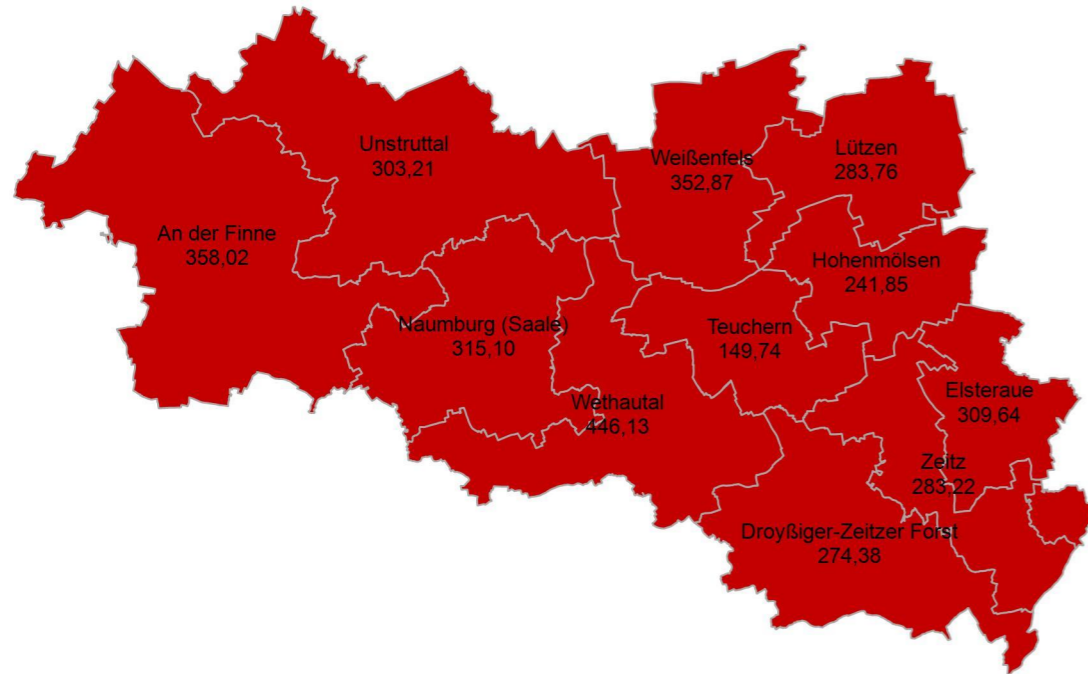 Unstruttal
303,21
Weißenfels
352,87
Lützen
283,76
An der Finne
358,02
Hohenmölsen
241,85
Naumburg (Saale)
315,10
Teuchern
149,74
Wethautal
446,13
Elsteraue
309,64
Zeitz
283,22
Droyßiger-Zeitzer Forst
274,38